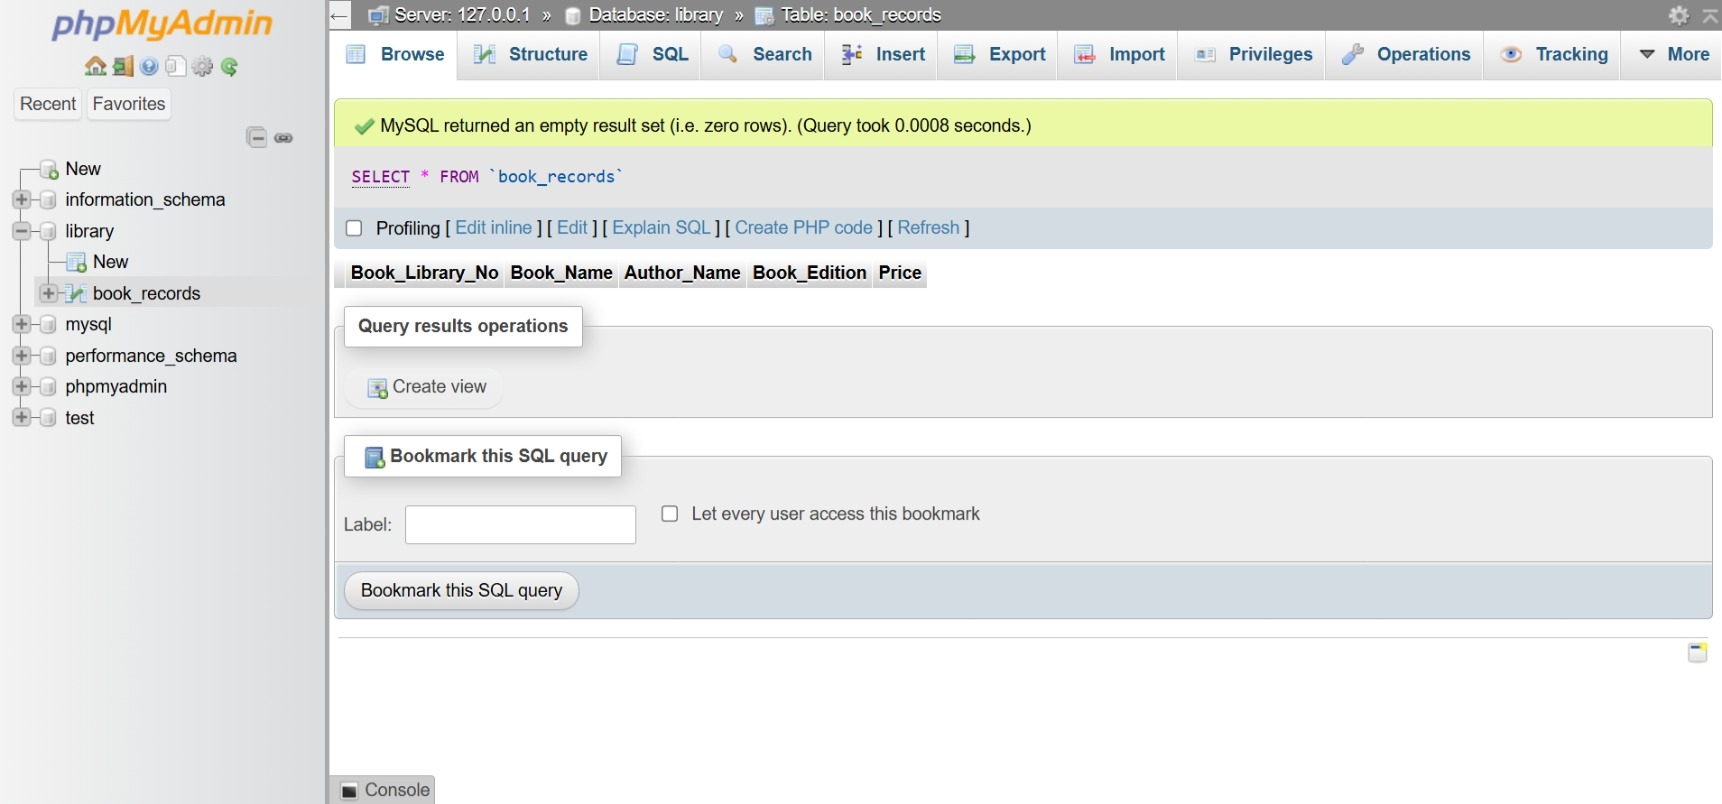 phpMyAdmin
Recent Favorites
New
information_schema
library
New
book_records
mysql
performance_schema
phpmyadmin
test
Server: 127.0.0.1 » Database: library » Table: book_records
Browse Structure SQL Search Insert Export Import Privileges Operations Tracking More
MySQL returned an empty result set (i.e. zero rows). (Query took 0.0008 seconds.)
SELECT * FROM `book_records`
Profiling [ Edit inline ] [ Edit ] [ Explain SQL ] [ Create PHP code ] [ Refresh ]
Book_Library_No Book_Name Author_Name Book_Edition Price
Query results operations
Create view
Bookmark this SQL query
Label: Let every user access this bookmark
Bookmark this SQL query
Console